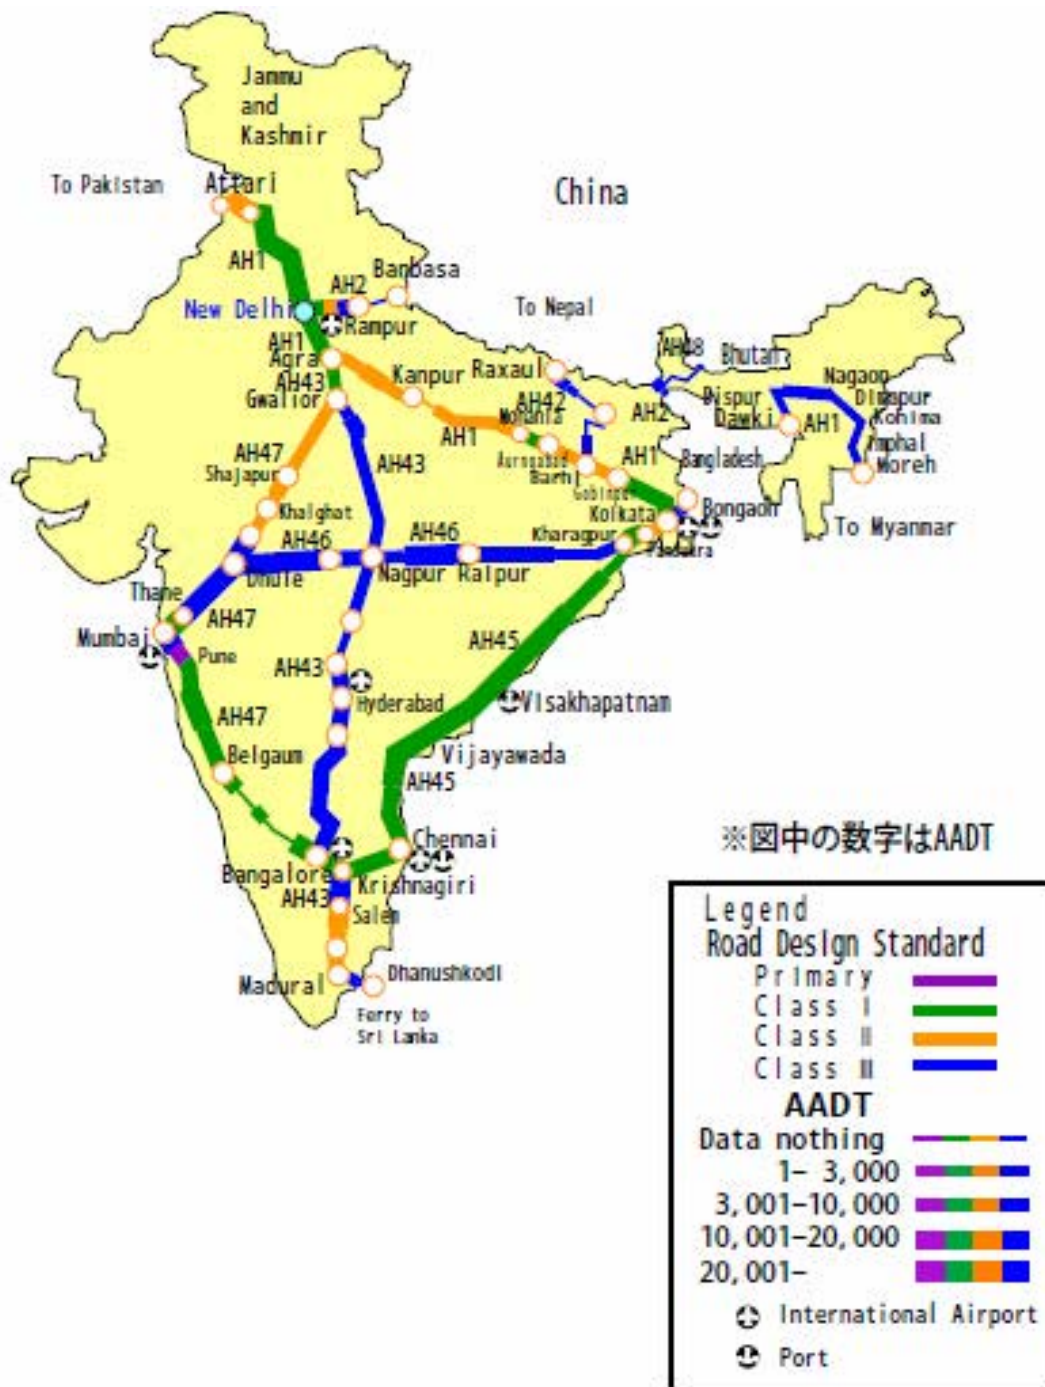 Jammu
and
Kashmir
To Pakistan
Attari
China
AH1
AH2
Banbasa
New Delhi
Rampur
To Nepal
AH1
Agra
AH43
Gwalior
Kanpur
Raxaul
AH48
Bhutan
AH42
AH2
Dispur
Dawki
AH1
Nagaon
Dimapur
Kohima
Imphal
Moreh
Mohania
AH1
AH47
Shajapur
AH43
Aurngabad
Barhi
AH1
Gobinpur
Bangladesh
Bongaon
Kolkata
Khalghat
To Myanmar
AH46
AH46
Kharagpur
Dhule
Nagpur
Raipur
Thane
AH47
Mumbai
Pune
AH45
AH43
Hyderabad
Visakhapatnam
AH47
Belgaum
Vijayawada
AH45
Chennai
Bangalore
Krishnagiri
AH43
Salem
Madurai
Dhanushkodi
Ferry to
Sri Lanka
※図中の数字はAADT
Legend
Road Design Standard
Primary
Class Ⅰ
Class Ⅱ
Class Ⅲ
AADT
Data nothing
1- 3,000
3,001-10,000
10,001-20,000
20,001-
International Airport
Port